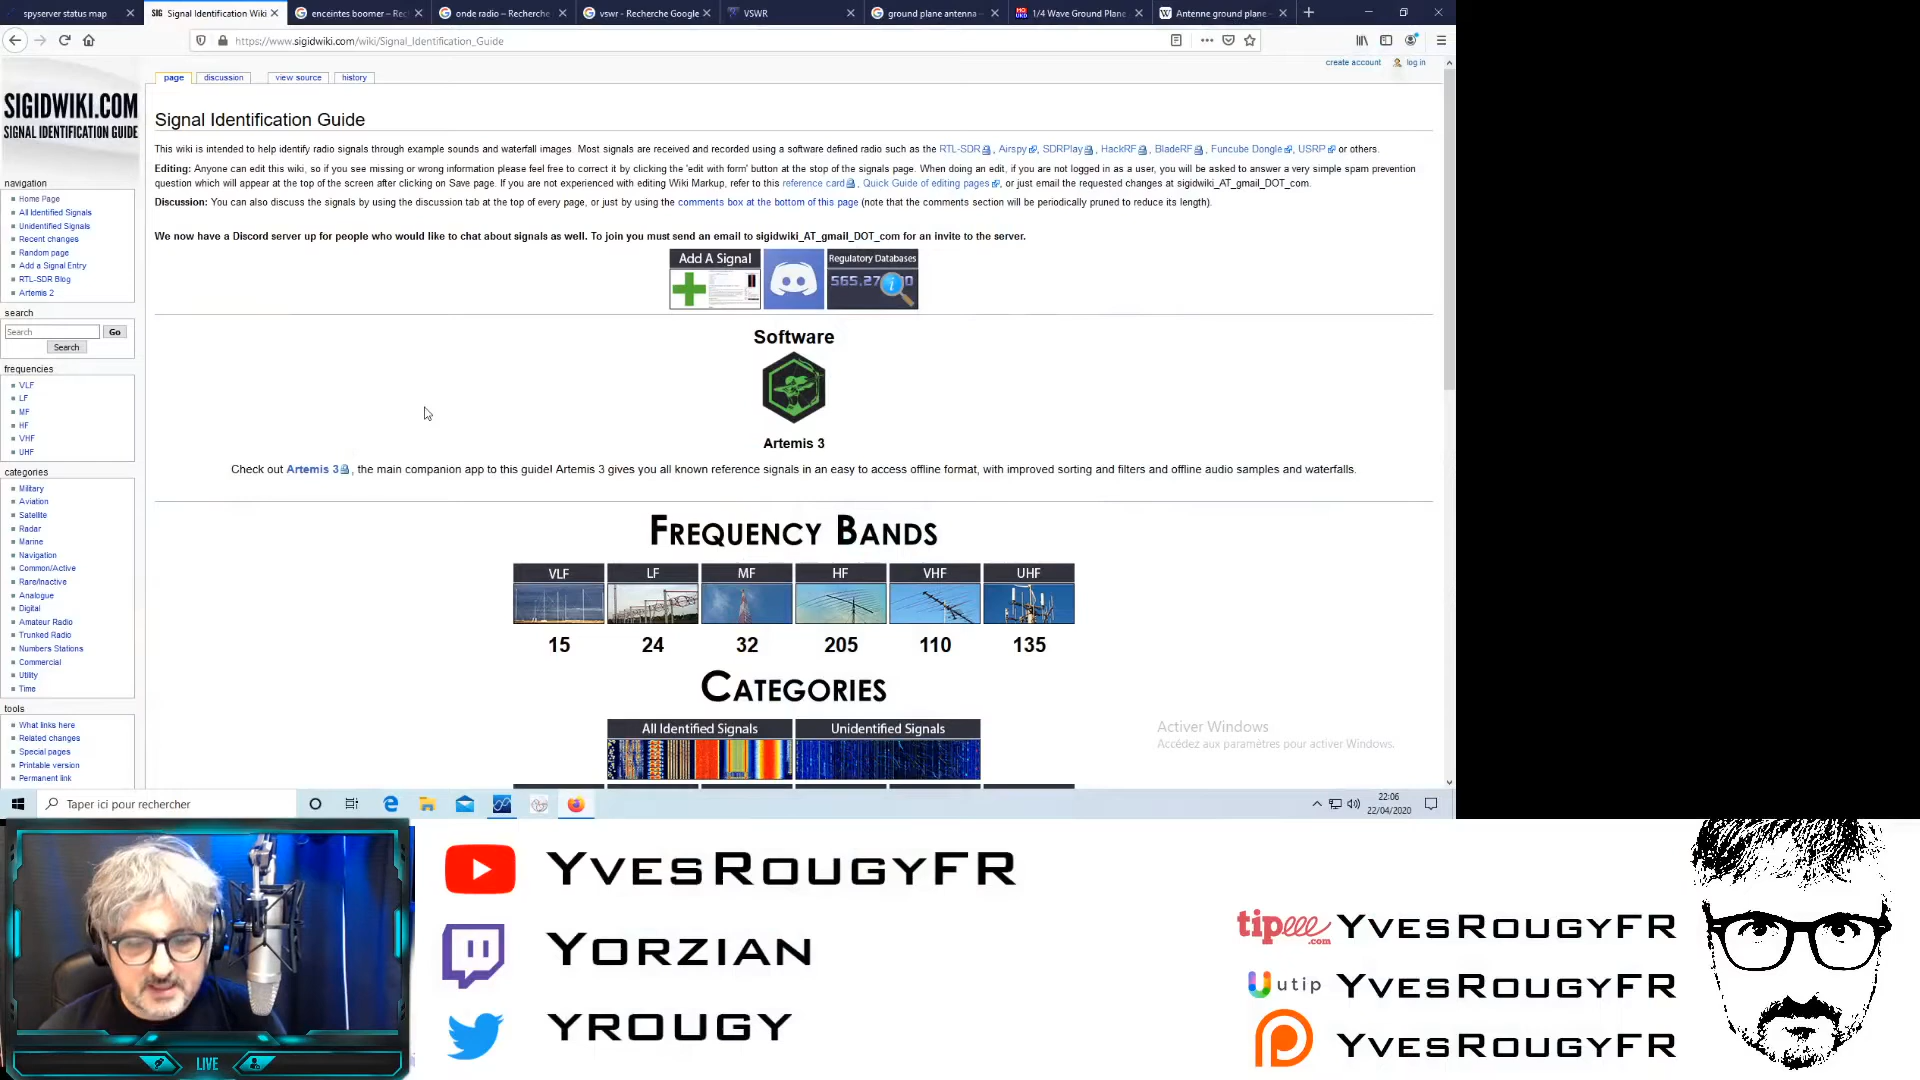 spyserver status map
SIG Signal Identification Wiki
enceintes boomer – Rec
onde radio – Recherche
vswr - Recherche Google
VSWR
ground plane antenna -
1/4 Wave Ground Plane
Antenne ground plane —
https://www.sigidwiki.com/wiki/Signal_Identification_Guide
create account
log in
page
discussion
view source
history
SIGIDWIKI.COM
SIGNAL IDENTIFICATION GUIDE
Signal Identification Guide
This wiki is intended to help identify radio signals through example sounds and waterfall images. Most signals are received and recorded using a software defined radio such as the RTL-SDR, Airspy, SDRPlay, HackRF, BladeRF, Funcube Dongle, USRP or others.
Editing: Anyone can edit this wiki, so if you see missing or wrong information please feel free to correct it by clicking the 'edit with form' button at the stop of the signals page. When doing an edit, if you are not logged in as a user, you will be asked to answer a very simple spam prevention
question which will appear at the top of the screen after clicking on Save page. If you are not experienced with editing Wiki Markup, refer to this reference card, Quick Guide of editing pages, or just email the requested changes at sigidwiki_AT_gmail_DOT_com.
Discussion: You can also discuss the signals by using the discussion tab at the top of every page, or just by using the comments box at the bottom of this page (note that the comments section will be periodically pruned to reduce its length).
We now have a Discord server up for people who would like to chat about signals as well. To join you must send an email to sigidwiki_AT_gmail_DOT_com for an invite to the server.
Add A Signal
Regulatory Databases
Software
Artemis 3
Check out Artemis 3, the main companion app to this guide! Artemis 3 gives you all known reference signals in an easy to access offline format, with improved sorting and filters and offline audio samples and waterfalls.
FREQUENCY BANDS
VLF LF MF HF VHF UHF
15 24 32 205 110 135
CATEGORIES
All Identified Signals
Unidentified Signals
navigation
Home Page
All Identified Signals
Unidentified Signals
Recent changes
Random page
Add a Signal Entry
RTL-SDR Blog
Artemis 2
search
Search
Go
Search
frequencies
VLF
LF
MF
HF
VHF
UHF
categories
Military
Aviation
Satellite
Radar
Marine
Navigation
Common/Active
Rare/Inactive
Analogue
Digital
Amateur Radio
Trunked Radio
Numbers Stations
Commercial
Utility
Time
tools
What links here
Related changes
Special pages
Printable version
Permanent link
Activer Windows
Accédez aux paramètres pour activer Windows.
Taper ici pour rechercher
22:06
22/04/2020
LIVE
YVESROUGYFR
YORZIAN
YROUGY
tipeee.com YVESROUGYFR
utip YVESROUGYFR
YVESROUGYFR